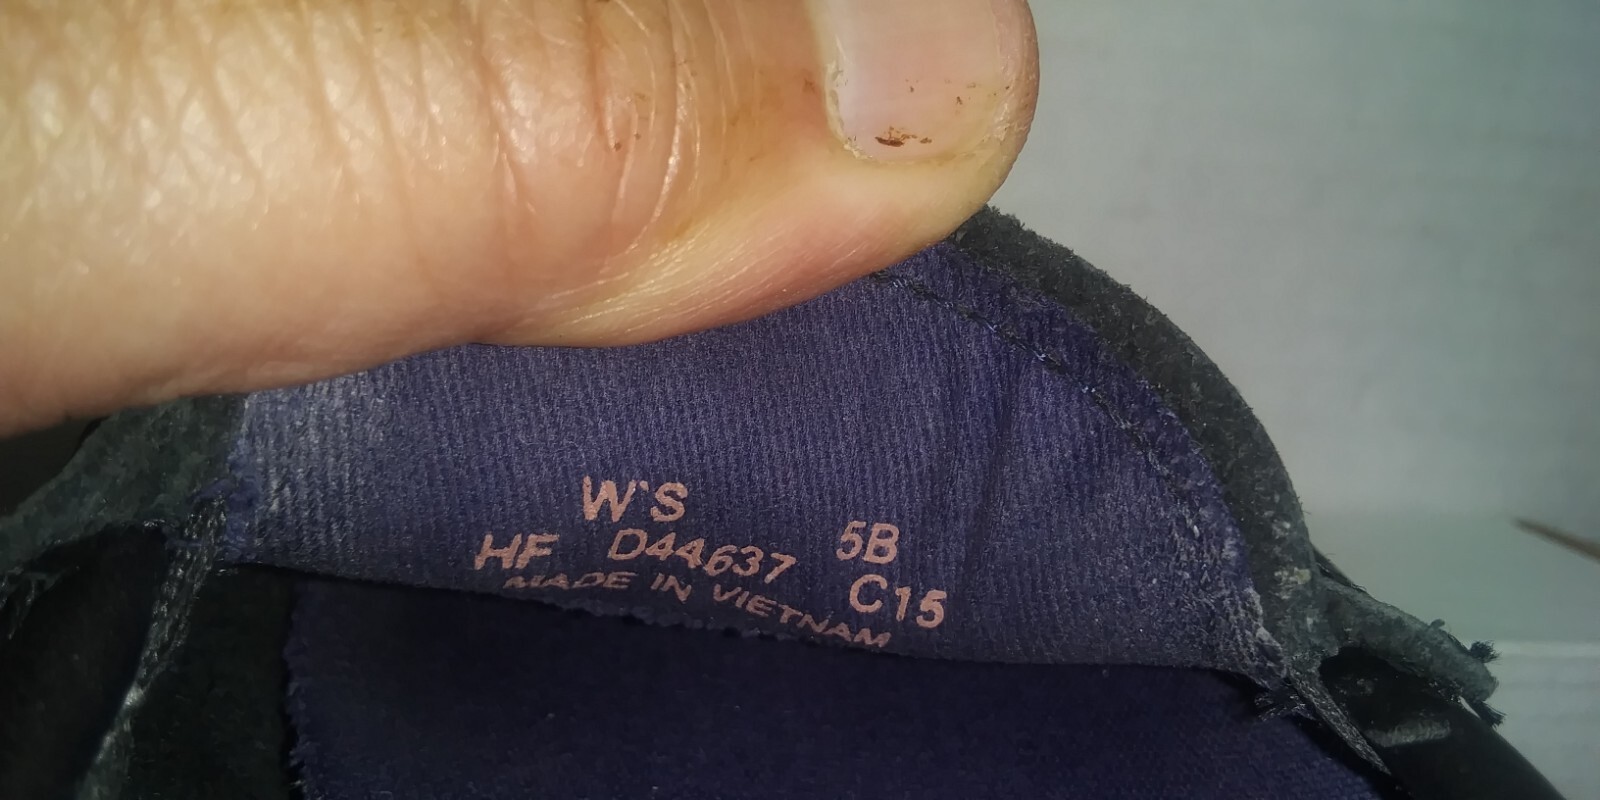 W'S
HF D44637 5B
MADE IN VIETNAM C15